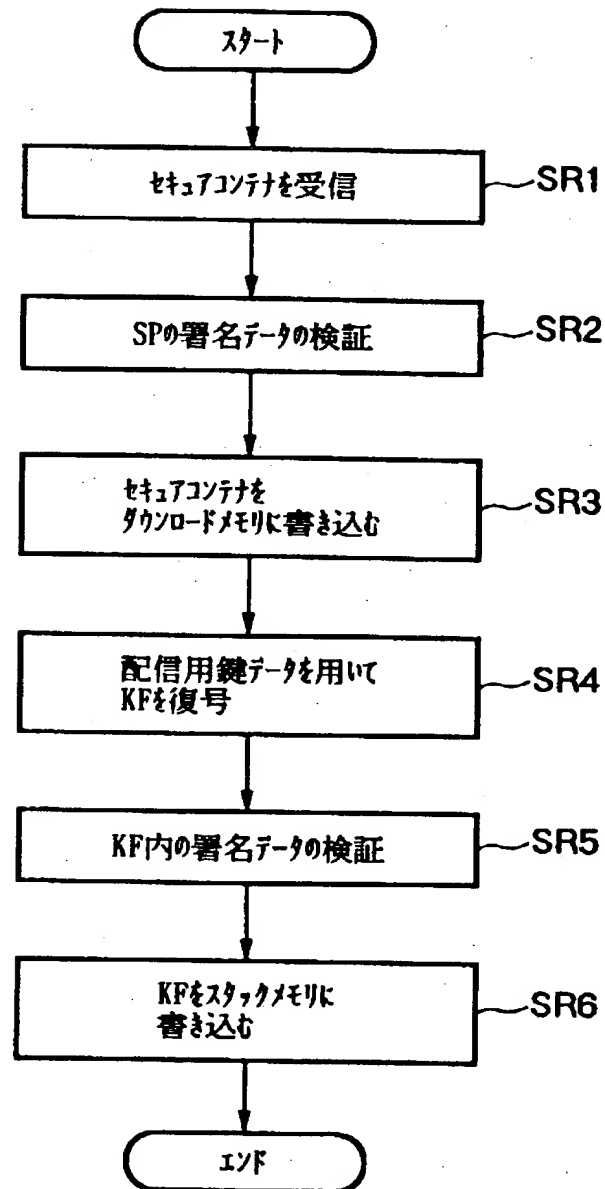 スタート
セキュアコンテナを受信
SR1
SPの署名データの検証
SR2
セキュアコンテナを
ダウンロードメモリに書き込む
SR3
配信用鍵データを用いて
KFを復号
SR4
KF内の署名データの検証
SR5
KFをスタックメモリに
書き込む
SR6
エンド